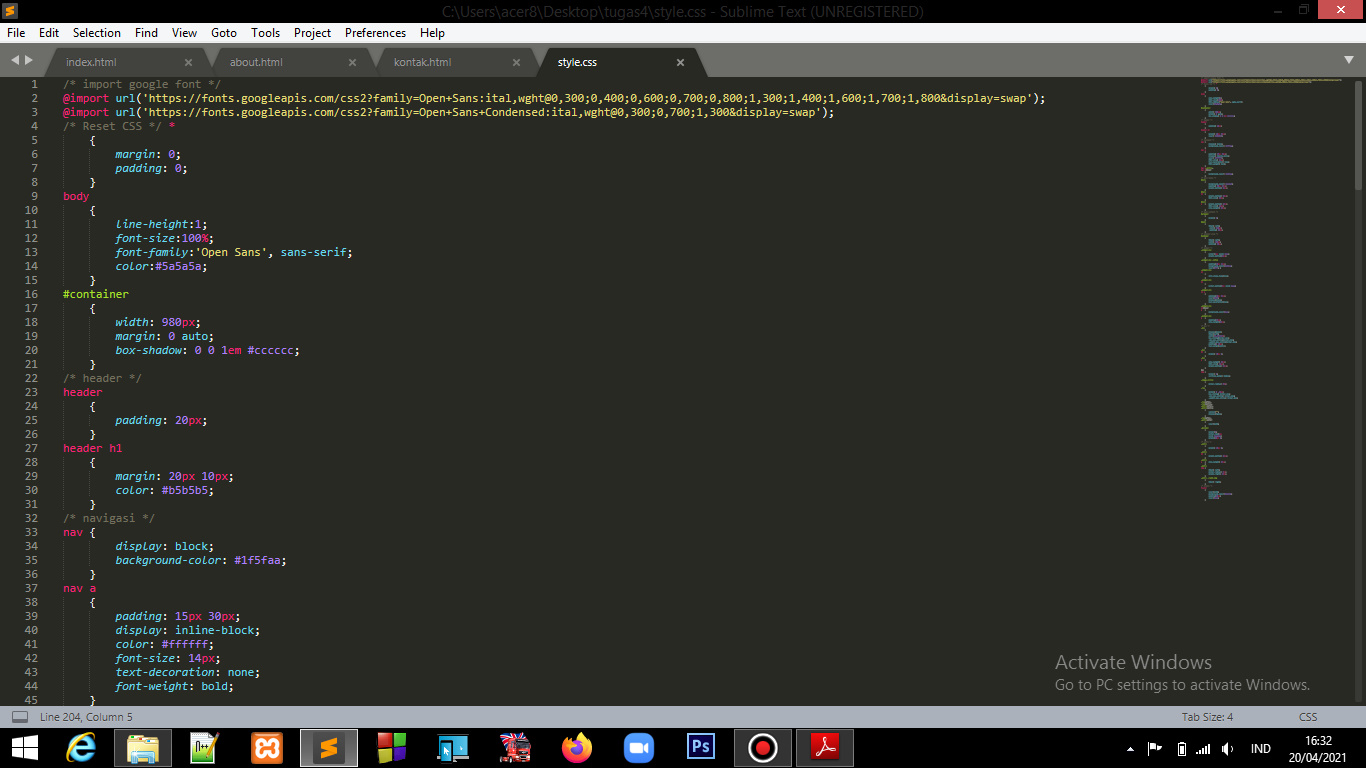 C:\Users\acer8\Desktop\tugas4\style.css - Sublime Text (UNREGISTERED)
File Edit Selection Find View Goto Tools Project Preferences Help
index.html about.html kontak.html style.css
1 /* import google font */
2 @import url('https://fonts.googleapis.com/css2?family=Open+Sans:ital,wght@0,300;0,400;0,600;0,700;0,800;1,300;1,400;1,600;1,700;1,800&display=swap');
3 @import url('https://fonts.googleapis.com/css2?family=Open+Sans+Condensed:ital,wght@0,300;0,700;1,300&display=swap');
4 /* Reset CSS */ *
5 {
6 margin: 0;
7 padding: 0;
8 }
9 body
10 {
11 line-height:1;
12 font-size:100%;
13 font-family:'Open Sans', sans-serif;
14 color:#5a5a5a;
15 }
16 #container
17 {
18 width: 980px;
19 margin: 0 auto;
20 box-shadow: 0 0 1em #cccccc;
21 }
22 /* header */
23 header
24 {
25 padding: 20px;
26 }
27 header h1
28 {
29 margin: 20px 10px;
30 color: #b5b5b5;
31 }
32 /* navigasi */
33 nav {
34 display: block;
35 background-color: #1f5faa;
36 }
37 nav a
38 {
39 padding: 15px 30px;
40 display: inline-block;
41 color: #ffffff;
42 font-size: 14px;
43 text-decoration: none;
44 font-weight: bold;
45 }
Activate Windows
Go to PC settings to activate Windows.
Line 204, Column 5 Tab Size: 4 CSS
Ps
IND
16:32
20/04/2021